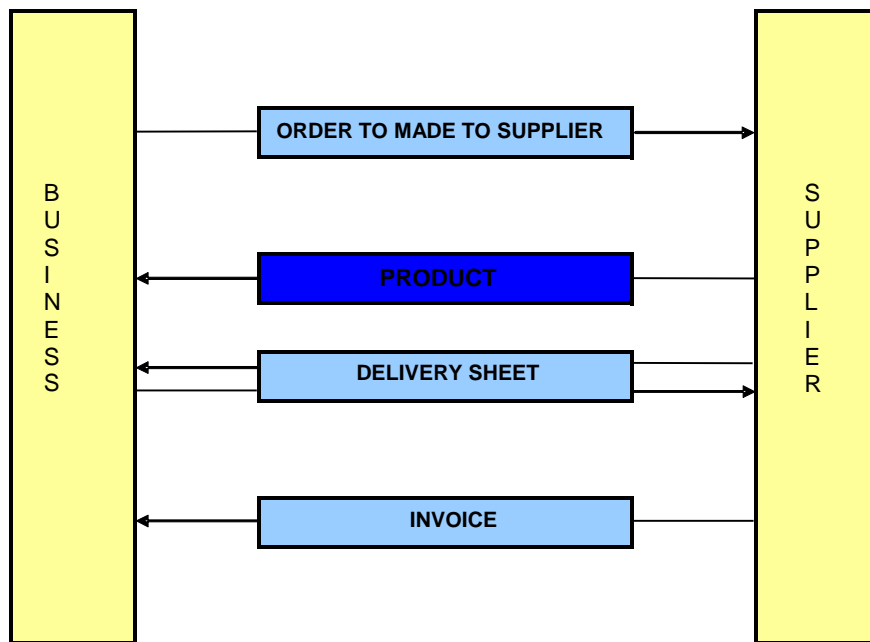 ORDER TO MADE TO SUPPLIER
BUSINESS
SUPPLIER
PRODUCT
DELIVERY SHEET
INVOICE